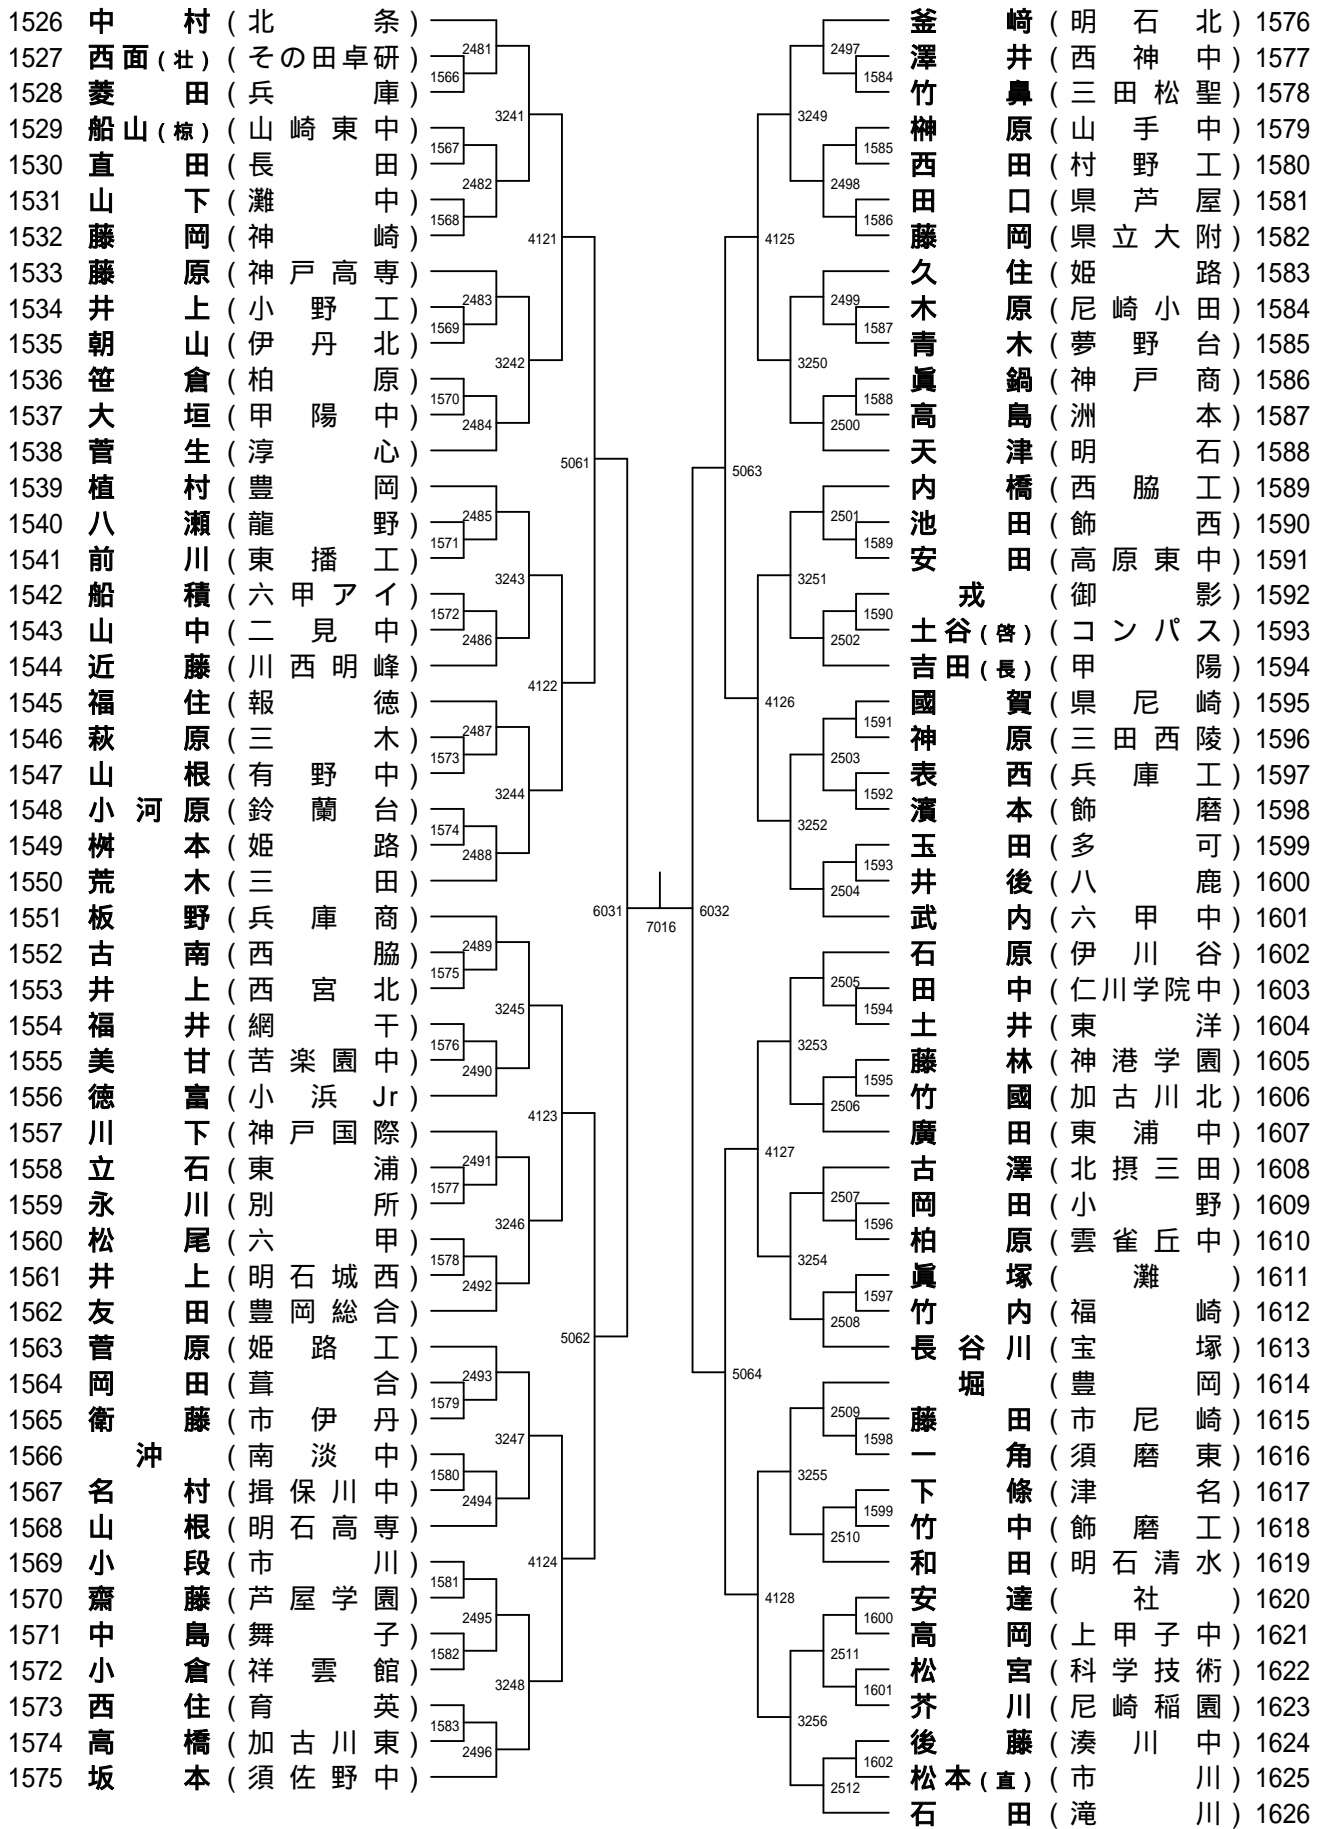 1526 中村(北条)
1527 西面(壮)(その田卓研)
1528 菱田(兵庫)
1529 船山(椋)(山崎東中)
1530 直田(長田)
1531 山下(灘中)
1532 藤岡(神崎)
1533 藤原(神戸高専)
1534 井上(小野工)
1535 朝山(伊丹北)
1536 笹倉(柏原)
1537 大垣(甲陽中)
1538 菅生(淳心)
1539 植村(豊岡)
1540 八瀬(龍野)
1541 前川(東播工)
1542 船積(六甲アイ)
1543 山中(二見中)
1544 近藤(川西明峰)
1545 福住(報徳)
1546 萩原(三木)
1547 山根(有野中)
1548 小河原(鈴蘭台)
1549 桝本(姫路)
1550 荒木(三田)
1551 板野(兵庫商)
1552 古南(西脇)
1553 井上(西宮北)
1554 福井(網干)
1555 美甘(苦楽園中)
1556 徳富(小浜Jr)
1557 川下(神戸国際)
1558 立石(東浦)
1559 永川(別所)
1560 松尾(六甲)
1561 井上(明石城西)
1562 友田(豊岡総合)
1563 菅原(姫路工)
1564 岡田(葺合)
1565 衛藤(市伊丹)
1566 沖(南淡中)
1567 名村(揖保川中)
1568 山根(明石高専)
1569 小段(市川)
1570 齋藤(芦屋学園)
1571 中島(舞子)
1572 小倉(祥雲館)
1573 西住(育英)
1574 高橋(加古川東)
1575 坂本(須佐野中)
2481
1566
3241
1567
2482
1568
4121
2483
1569
3242
1570
2484
5061
2485
1571
3243
1572
2486
4122
2487
1573
3244
1574
2488
6031
2489
1575
3245
1576
2490
4123
2491
1577
3246
1578
2492
5062
2493
1579
3247
1580
2494
4124
1581
2495
1582
3248
1583
2496
7016
6032
2497
1584
3249
1585
2498
1586
4125
2499
1587
3250
1588
2500
5063
2501
1589
3251
1590
2502
4126
1591
2503
1592
3252
1593
2504
2505
1594
3253
1595
2506
4127
2507
1596
3254
1597
2508
5064
2509
1598
3255
1599
2510
4128
1600
2511
1601
3256
1602
2512
釜﨑(明石北)1576
澤井(西神中)1577
竹鼻(三田松聖)1578
榊原(山手中)1579
西田(村野工)1580
田口(県芦屋)1581
藤岡(県立大附)1582
久住(姫路)1583
木原(尼崎小田)1584
青木(夢野台)1585
眞鍋(神戸商)1586
高島(洲本)1587
天津(明石)1588
内橋(西脇工)1589
池田(飾西)1590
安田(高原東中)1591
戎(御影)1592
土谷(啓)(コンパス)1593
吉田(長)(甲陽)1594
國賀(県尼崎)1595
神原(三田西陵)1596
表西(兵庫工)1597
濱本(飾磨)1598
玉田(多可)1599
井後(八鹿)1600
武内(六甲中)1601
石原(伊川谷)1602
田中(仁川学院中)1603
土井(東洋)1604
藤林(神港学園)1605
竹國(加古川北)1606
廣田(東浦中)1607
古澤(北摂三田)1608
岡田(小野)1609
柏原(雲雀丘中)1610
眞塚(灘)1611
竹内(福崎)1612
長谷川(宝塚)1613
堀(豊岡)1614
藤田(市尼崎)1615
一角(須磨東)1616
下條(津名)1617
竹中(飾磨工)1618
和田(明石清水)1619
安達(社)1620
高岡(上甲子中)1621
松宮(科学技術)1622
芥川(尼崎稲園)1623
後藤(湊川中)1624
松本(直)(市川)1625
石田(滝川)1626